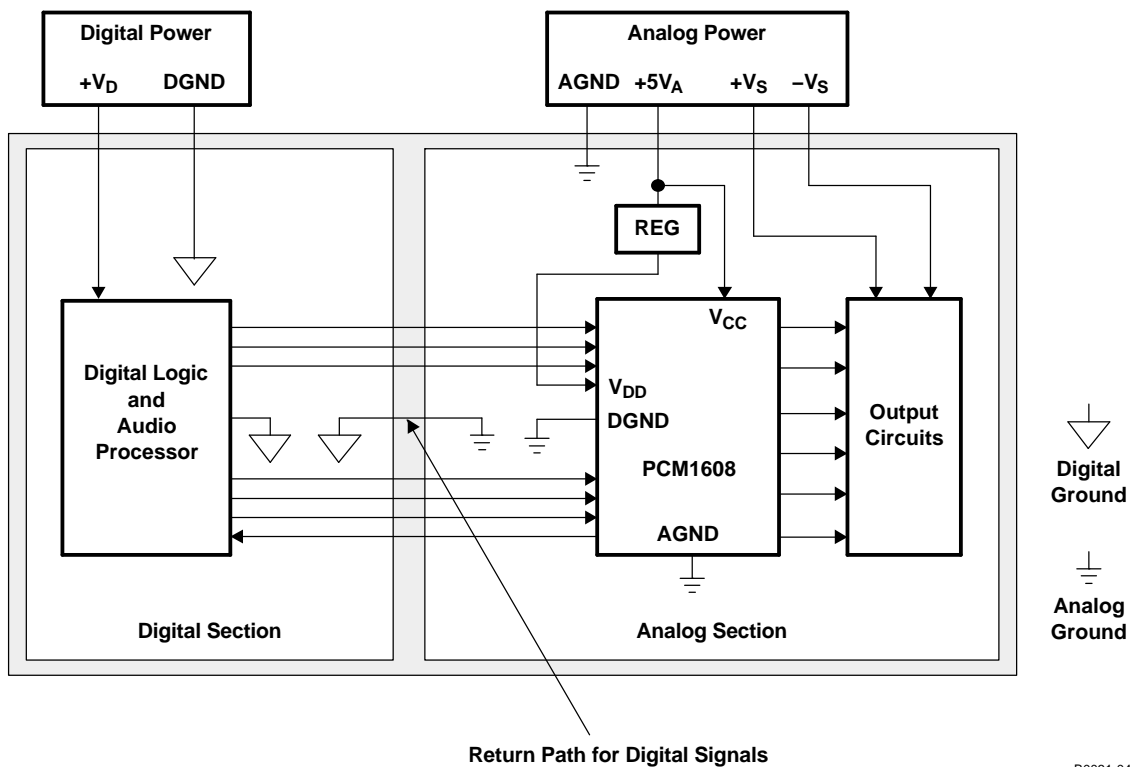 Digital Power
+VD DGND
Analog Power
AGND +5VA +VS −VS
REG
VCC
Digital Logic
and
Audio
Processor
VDD
DGND
PCM1608
AGND
Output
Circuits
Digital
Ground
Analog
Ground
Digital Section
Analog Section
Return Path for Digital Signals